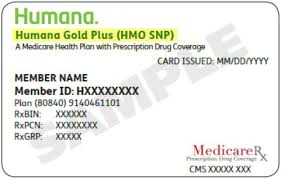 Humana.
Humana Gold Plus (HMO SNP)
A Medicare Health Plan with Prescription Drug Coverage
CARD ISSUED: MM/DD/YYYY
SAMPLE
MEMBER NAME
Member ID: HXXXXXXXX
Plan (80840) 9140461101
RxBIN: XXXXXX
RxPCN: XXXXXXXX
RxGRP: XXXXX
MedicareRx
Prescription Drug Coverage
CMS XXXXX XXX